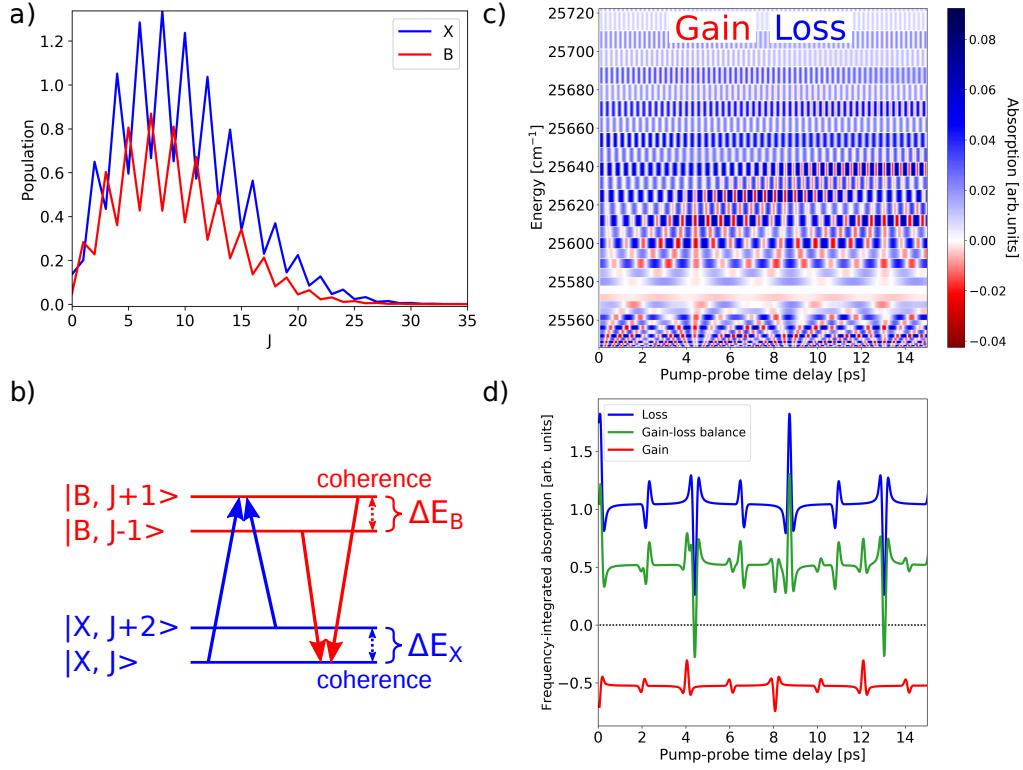 a)
1.2
1.0
0.8
0.6
0.4
0.2
0.0
Population
0 5 10 15 20 25 30 35
J
X
B
b)
coherence
|B, J+1>
|B, J-1>
ΔE_B
|X, J+2>
|X, J>
ΔE_X
coherence
c)
Gain Loss
25720
25700
25680
25660
25640
25620
25600
25580
25560
Energy [cm⁻¹]
0 2 4 6 8 10 12 14
Pump-probe time delay [ps]
0.08
0.06
0.04
0.02
0.00
−0.02
−0.04
Absorption [arb.units]
d)
Loss
Gain-loss balance
Gain
1.5
1.0
0.5
0.0
−0.5
Frequency-integrated absorption [arb. units]
0 2 4 6 8 10 12 14
Pump-probe time delay [ps]